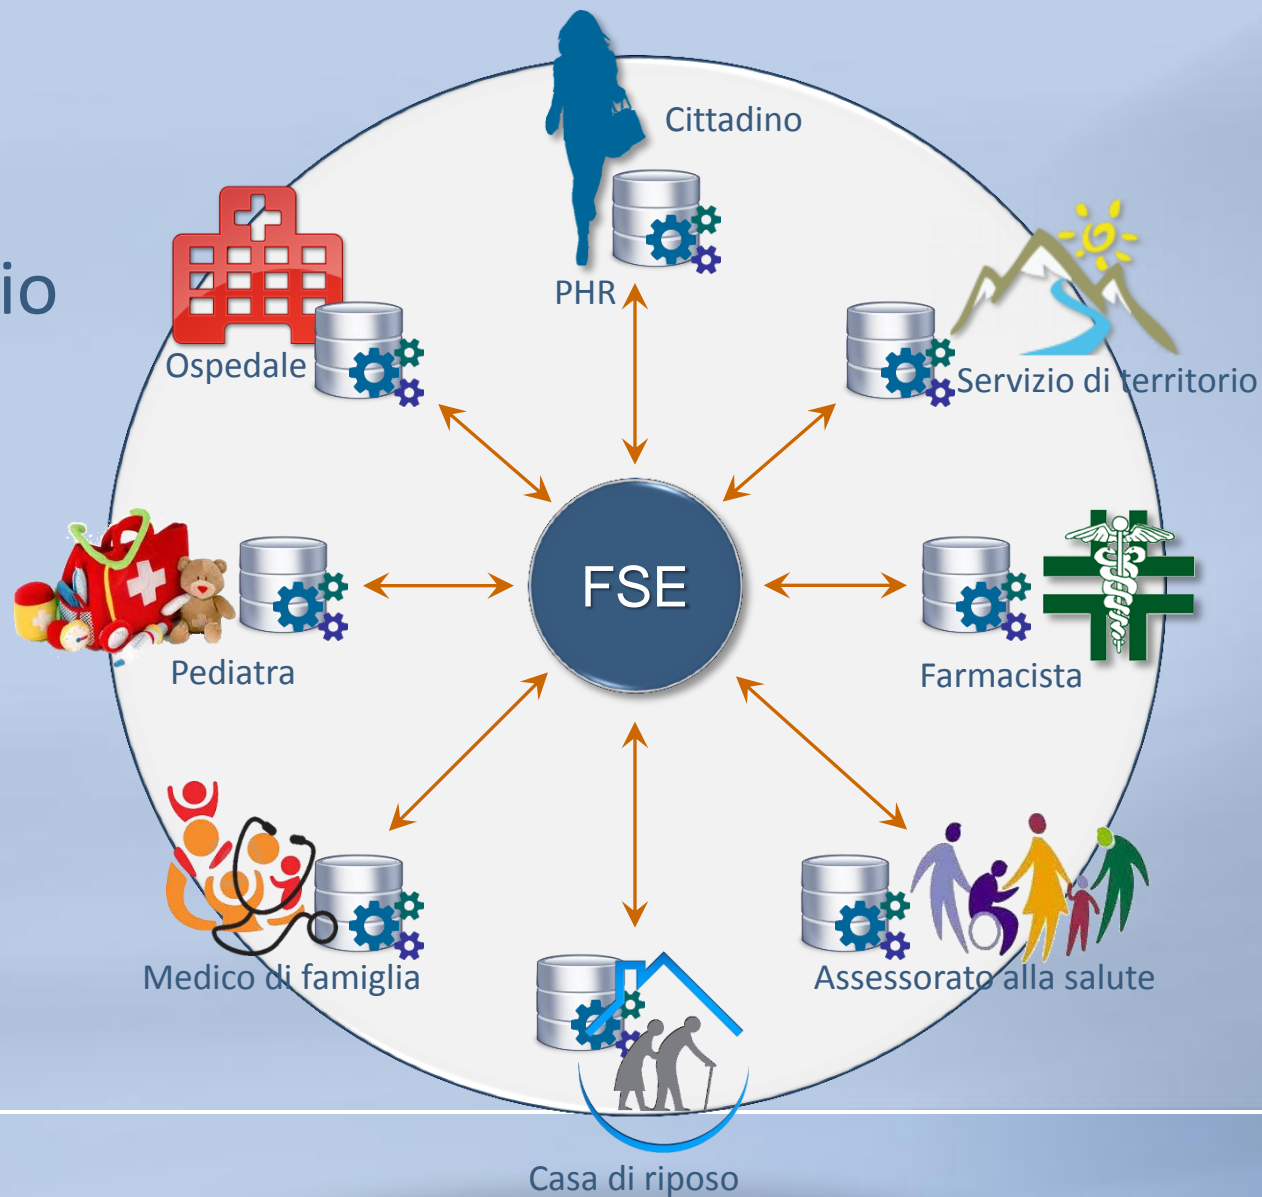 Cittadino
io
PHR
Ospedale
Servizio di territorio
FSE
Pediatra
Farmacista
Medico di famiglia
Assessorato alla salute
Casa di riposo